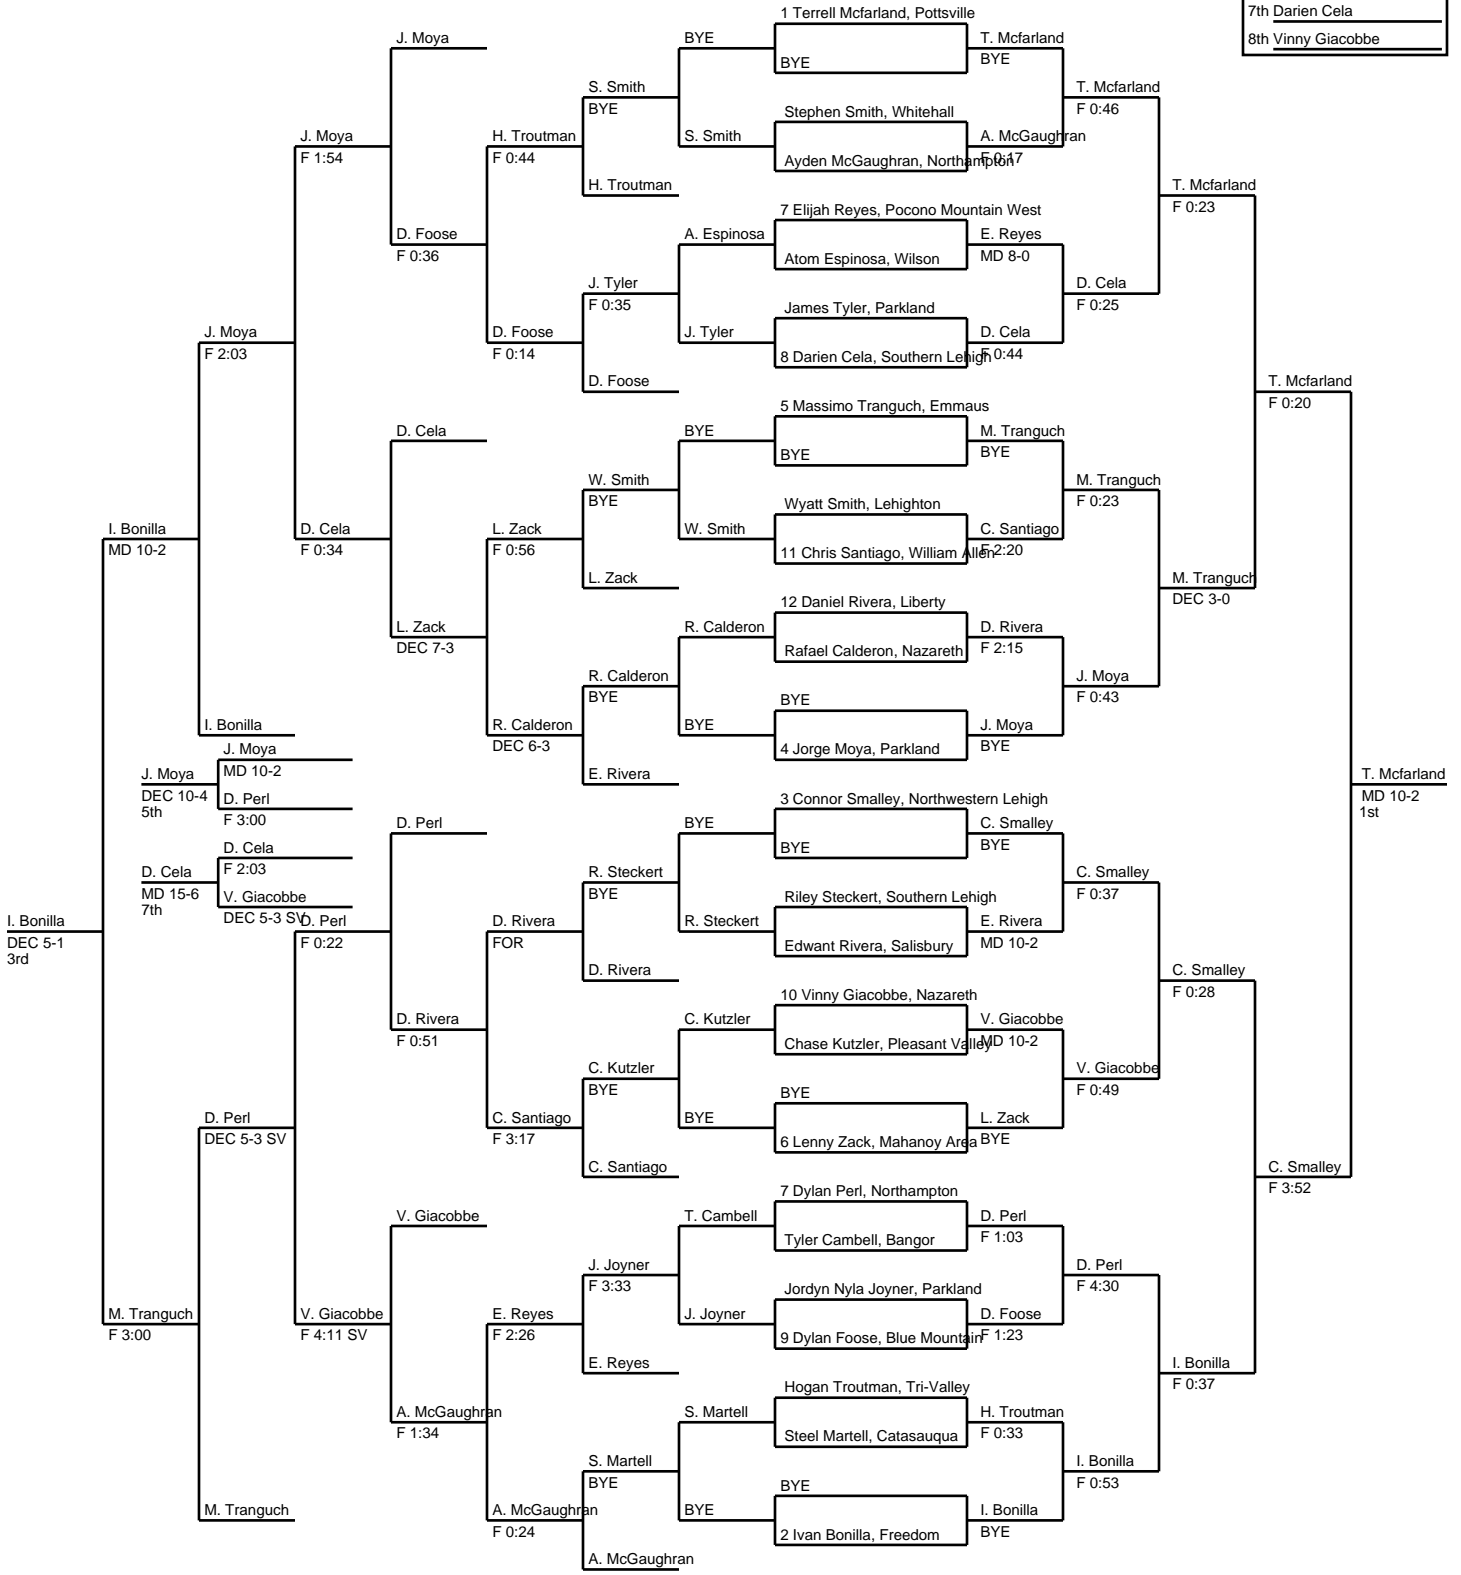 7th Darien Cela
8th Vinny Giacobbe
1 Terrell Mcfarland, Pottsville
J. Moya
BYE
T. Mcfarland
BYE
BYE
S. Smith
T. Mcfarland
BYE
F 0:46
Stephen Smith, Whitehall
J. Moya
H. Troutman
S. Smith
A. McGaughran
F 1:54
F 0:44
Ayden McGaughran, Northampton
F 0:17
H. Troutman
T. Mcfarland
F 0:23
7 Elijah Reyes, Pocono Mountain West
D. Foose
A. Espinosa
E. Reyes
F 0:36
Atom Espinosa, Wilson
MD 8-0
J. Tyler
D. Cela
F 0:35
F 0:25
James Tyler, Parkland
J. Moya
D. Foose
J. Tyler
D. Cela
F 2:03
F 0:14
8 Darien Cela, Southern Lehigh
F 0:44
D. Foose
T. Mcfarland
F 0:20
5 Massimo Tranguch, Emmaus
D. Cela
BYE
M. Tranguch
BYE
BYE
W. Smith
M. Tranguch
BYE
F 0:23
Wyatt Smith, Lehighton
I. Bonilla
D. Cela
L. Zack
W. Smith
C. Santiago
MD 10-2
F 0:34
F 0:56
11 Chris Santiago, William Allen
F 2:20
L. Zack
M. Tranguch
DEC 3-0
12 Daniel Rivera, Liberty
L. Zack
R. Calderon
D. Rivera
DEC 7-3
Rafael Calderon, Nazareth
F 2:15
R. Calderon
J. Moya
BYE
F 0:43
BYE
I. Bonilla
R. Calderon
BYE
J. Moya
DEC 6-3
4 Jorge Moya, Parkland
BYE
J. Moya
MD 10-2
J. Moya
E. Rivera
T. Mcfarland
DEC 10-4
MD 10-2
5th
1st
D. Perl
F 3:00
3 Connor Smalley, Northwestern Lehigh
D. Perl
BYE
C. Smalley
BYE
BYE
D. Cela
F 2:03
D. Cela
R. Steckert
C. Smalley
MD 15-6
BYE
F 0:37
7th
V. Giacobbe
DEC 5-3 SV
Riley Steckert, Southern Lehigh
I. Bonilla
D. Perl
D. Rivera
R. Steckert
E. Rivera
DEC 5-1
F 0:22
FOR
Edwant Rivera, Salisbury
MD 10-2
3rd
D. Rivera
C. Smalley
F 0:28
10 Vinny Giacobbe, Nazareth
D. Rivera
C. Kutzler
V. Giacobbe
F 0:51
Chase Kutzler, Pleasant Valley
MD 10-2
C. Kutzler
V. Giacobbe
BYE
F 0:49
BYE
D. Perl
C. Santiago
BYE
L. Zack
DEC 5-3 SV
F 3:17
6 Lenny Zack, Mahanoy Area
BYE
C. Santiago
C. Smalley
F 3:52
7 Dylan Perl, Northampton
V. Giacobbe
T. Cambell
D. Perl
Tyler Cambell, Bangor
F 1:03
J. Joyner
D. Perl
F 3:33
F 4:30
Jordyn Nyla Joyner, Parkland
M. Tranguch
V. Giacobbe
E. Reyes
J. Joyner
D. Foose
F 3:00
F 4:11 SV
F 2:26
9 Dylan Foose, Blue Mountain
F 1:23
E. Reyes
I. Bonilla
F 0:37
Hogan Troutman, Tri-Valley
A. McGaughran
S. Martell
H. Troutman
F 1:34
Steel Martell, Catasauqua
F 0:33
S. Martell
I. Bonilla
BYE
F 0:53
BYE
M. Tranguch
A. McGaughran
BYE
I. Bonilla
F 0:24
2 Ivan Bonilla, Freedom
BYE
A. McGaughran